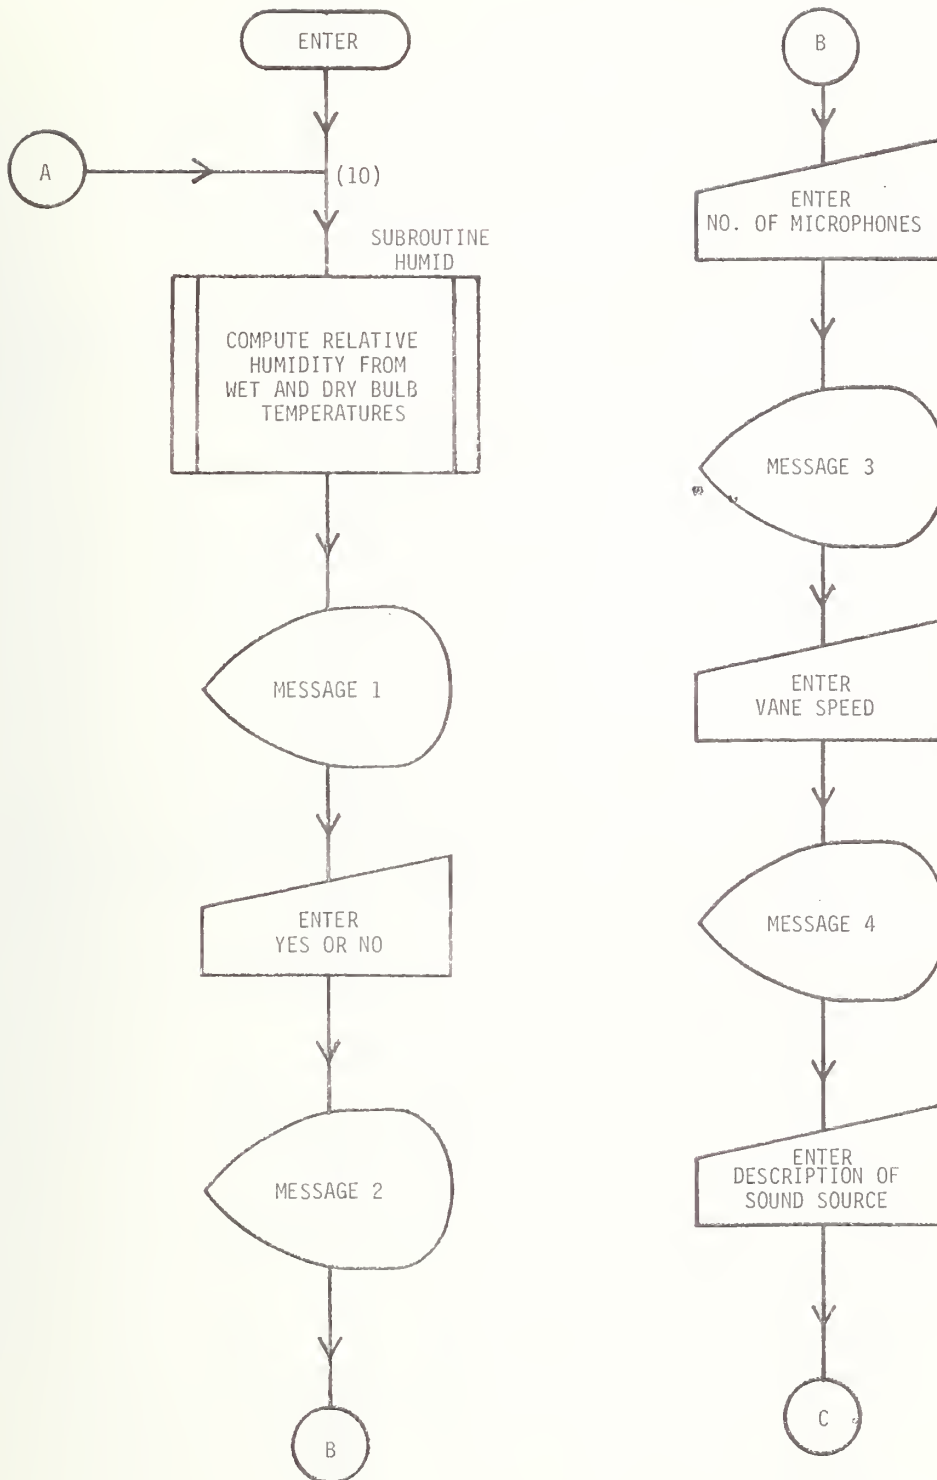 ENTER
A
(10)
SUBROUTINE
HUMID
COMPUTE RELATIVE
HUMIDITY FROM
WET AND DRY BULB
TEMPERATURES
MESSAGE 1
ENTER
YES OR NO
MESSAGE 2
B
B
ENTER
NO. OF MICROPHONES
MESSAGE 3
ENTER
VANE SPEED
MESSAGE 4
ENTER
DESCRIPTION OF
SOUND SOURCE
C